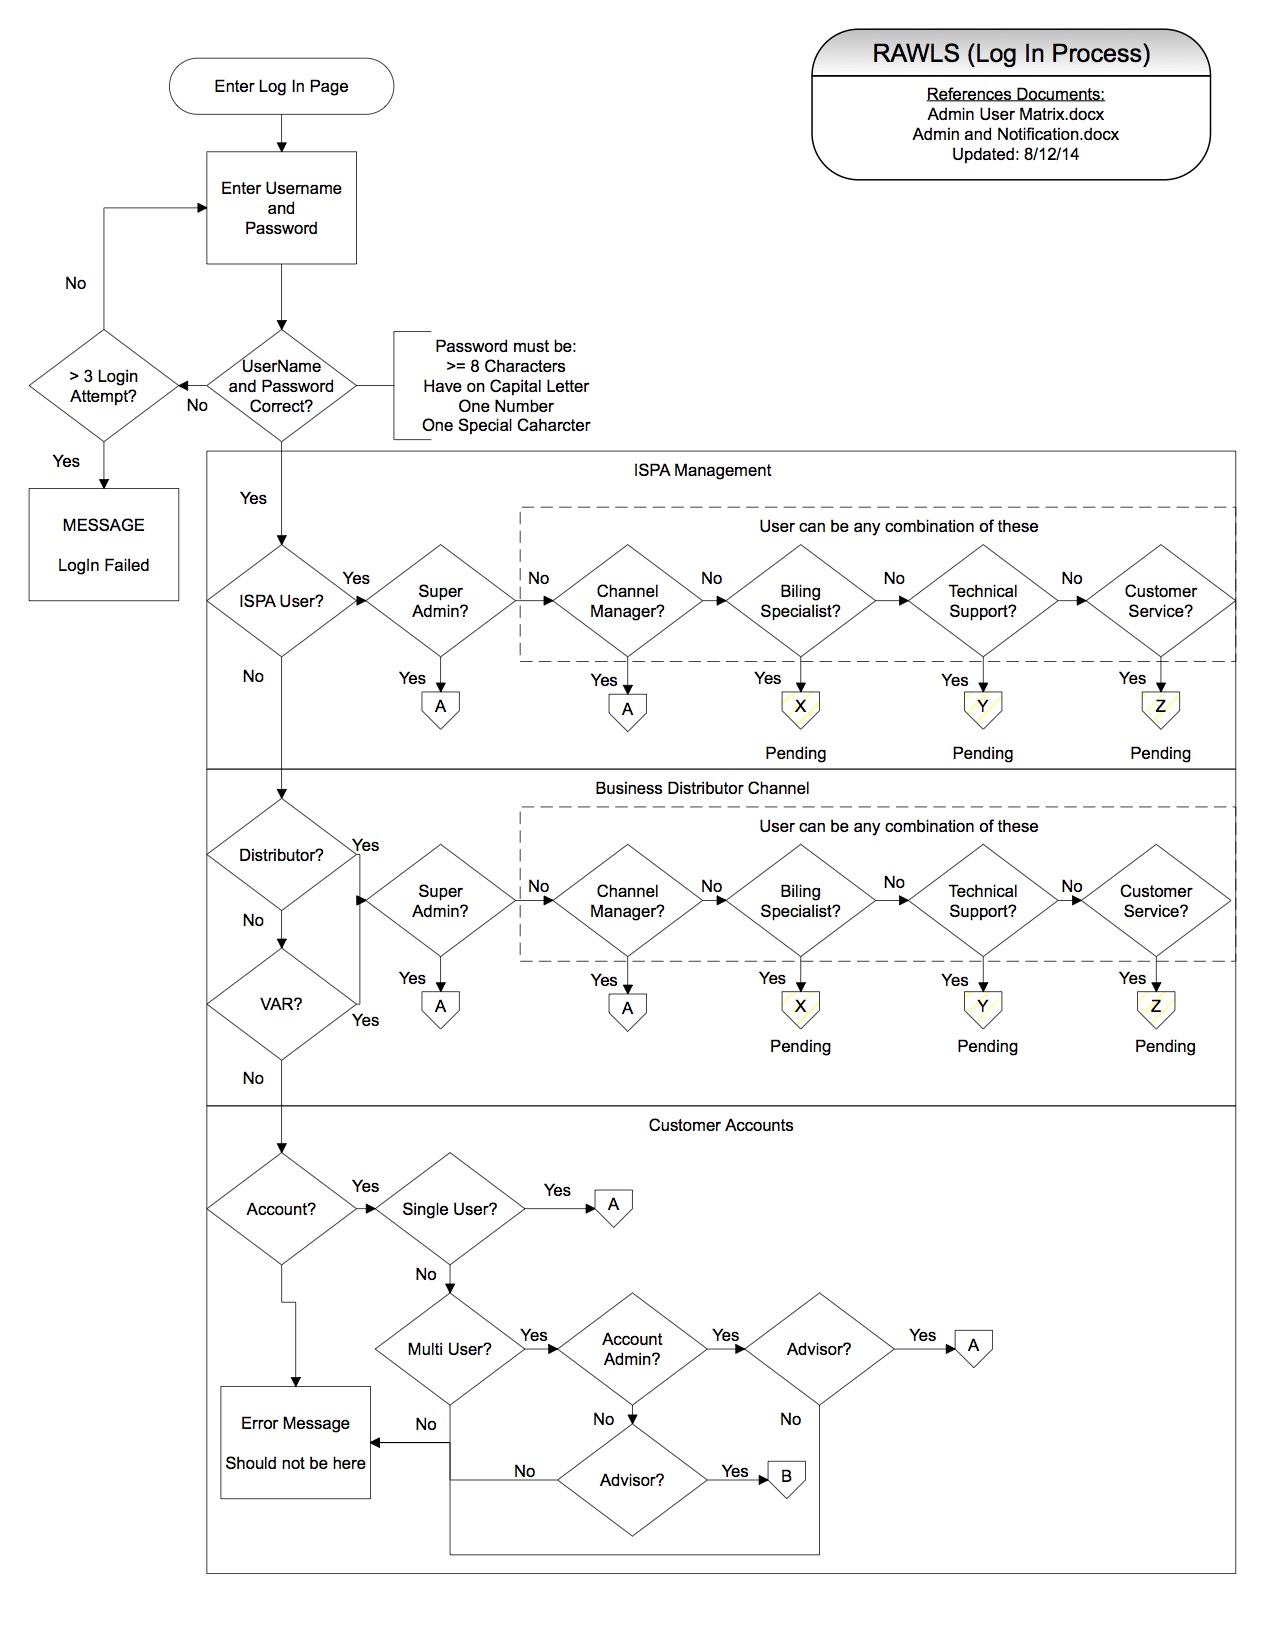 RAWLS (Log In Process)
References Documents:
Admin User Matrix.docx
Admin and Notification.docx
Updated: 8/12/14
Enter Log In Page
Enter Username
and
Password
No
> 3 Login
Attempt?
No
UserName
and Password
Correct?
Password must be:
>= 8 Characters
Have on Capital Letter
One Number
One Special Caharcter
Yes
MESSAGE
LogIn Failed
ISPA Management
Yes
User can be any combination of these
ISPA User?
Yes
Super
Admin?
No
Channel
Manager?
No
Biling
Specialist?
No
Technical
Support?
No
Customer
Service?
No
Yes
A
Yes
A
Yes
X
Yes
Y
Yes
Z
Pending
Pending
Pending
Business Distributor Channel
User can be any combination of these
Distributor?
Yes
Super
Admin?
No
Channel
Manager?
No
Biling
Specialist?
No
Technical
Support?
No
Customer
Service?
No
VAR?
Yes
Yes
A
Yes
A
Yes
X
Yes
Y
Yes
Z
Pending
Pending
Pending
No
Customer Accounts
Account?
Yes
Single User?
Yes
A
No
Multi User?
Yes
Account
Admin?
Yes
Advisor?
Yes
A
Error Message
Should not be here
No
No
No
No
Advisor?
Yes
B